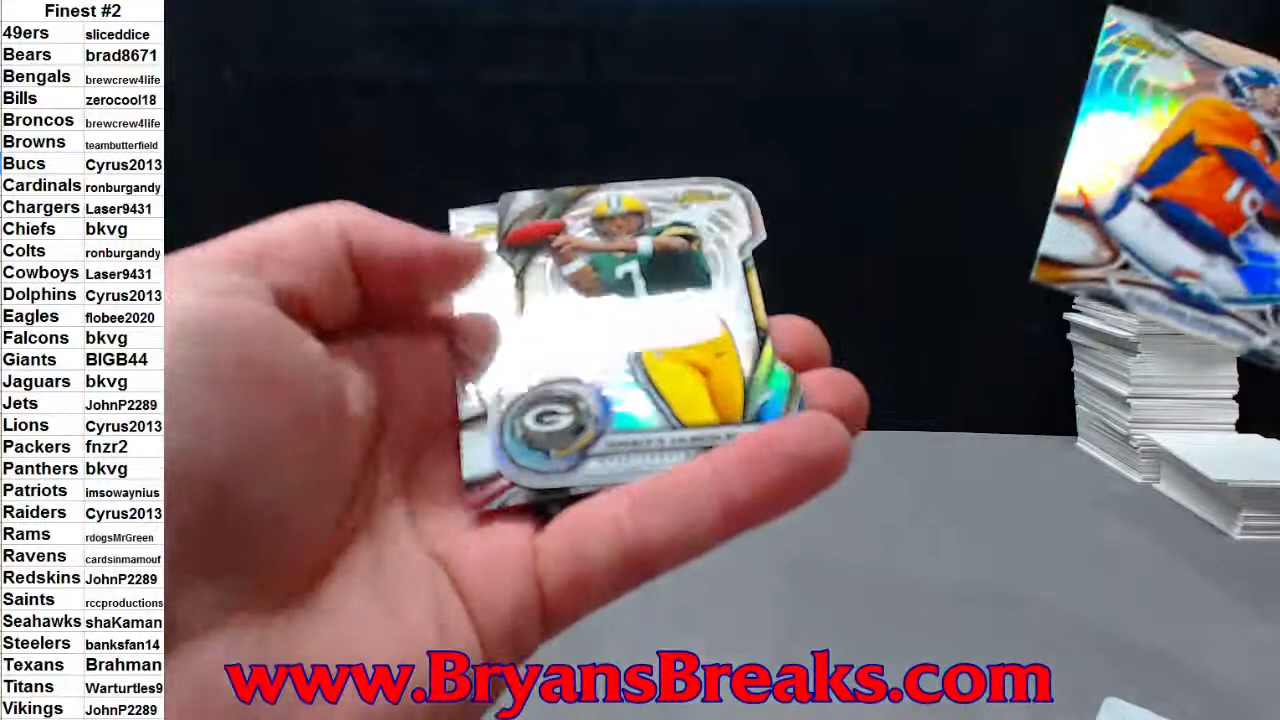 Finest #2
49ers sliceddice
Bears brad8671
Bengals brewcrew4life
Bills zerocool18
Broncos brewcrew4life
Browns teambutterfield
Bucs Cyrus2013
Cardinals ronburgandy
Chargers Laser9431
Chiefs bkvg
Colts ronburgandy
Cowboys Laser9431
Dolphins Cyrus2013
Eagles flobee2020
Falcons bkvg
Giants BIGB44
Jaguars bkvg
Jets JohnP2289
Lions Cyrus2013
Packers fnzr2
Panthers bkvg
Patriots imsowaynius
Raiders Cyrus2013
Rams rdogsMrGreen
Ravens cardsinmamouf
Redskins JohnP2289
Saints rccproductions
Seahawks shaKaman
Steelers banksfan14
Texans Brahman
Titans Warturtles9
Vikings JohnP2289
7
G
www.BryansBreaks.com